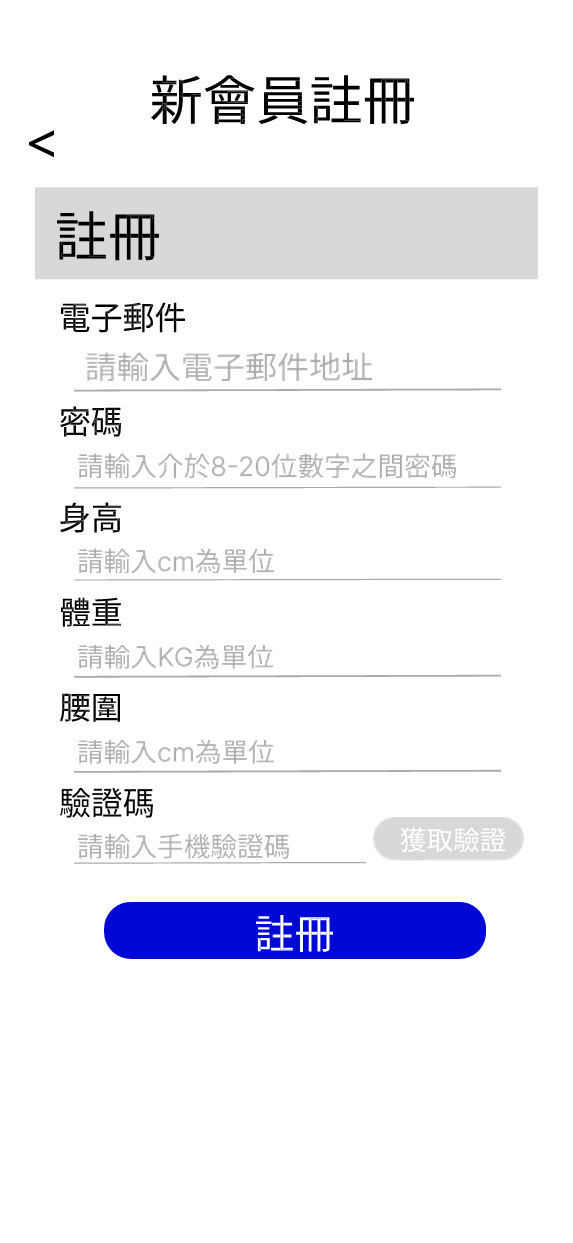 新會員註冊
<
註冊
電子郵件
請輸入電子郵件地址
密碼
請輸入介於8-20位數字之間密碼
身高
請輸入cm為單位
體重
請輸入KG為單位
腰圍
請輸入cm為單位
驗證碼
請輸入手機驗證碼
獲取驗證
註冊